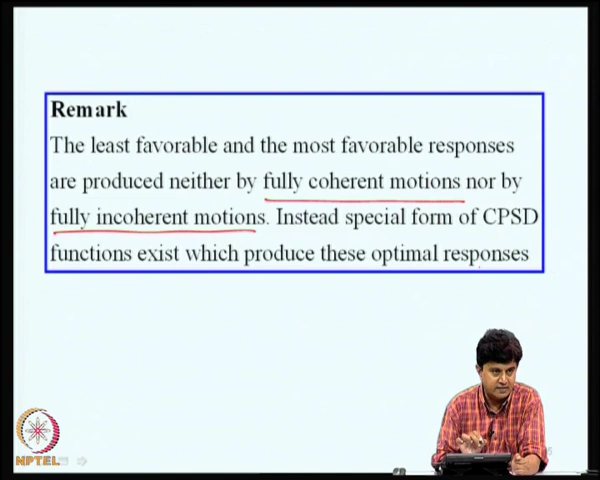 Remark
The least favorable and the most favorable responses
are produced neither by fully coherent motions nor by
fully incoherent motions. Instead special form of CPSD
functions exist which produce these optimal responses
NPTEL